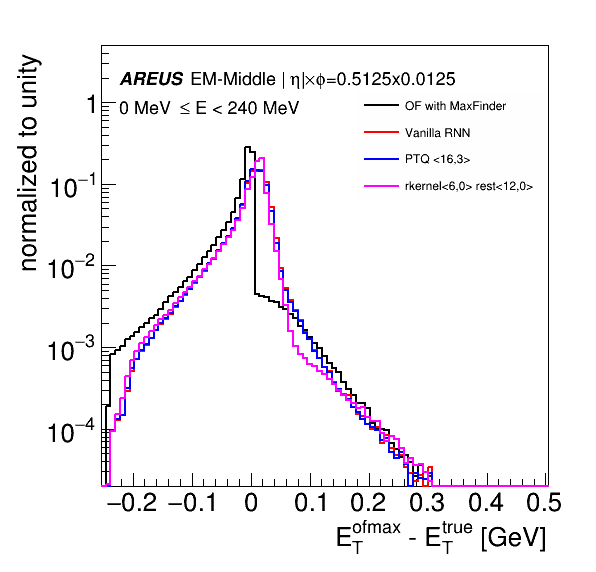 normalized to unity
AREUS EM-Middle | η|×ϕ=0.5125x0.0125
0 MeV ≤ E < 240 MeV
OF with MaxFinder
Vanilla RNN
PTQ <16,3>
rkernel<6,0> rest<12,0>
1
10⁻¹
10⁻²
10⁻³
10⁻⁴
−0.2 −0.1 0 0.1 0.2 0.3 0.4 0.5
E_T^ofmax - E_T^true [GeV]